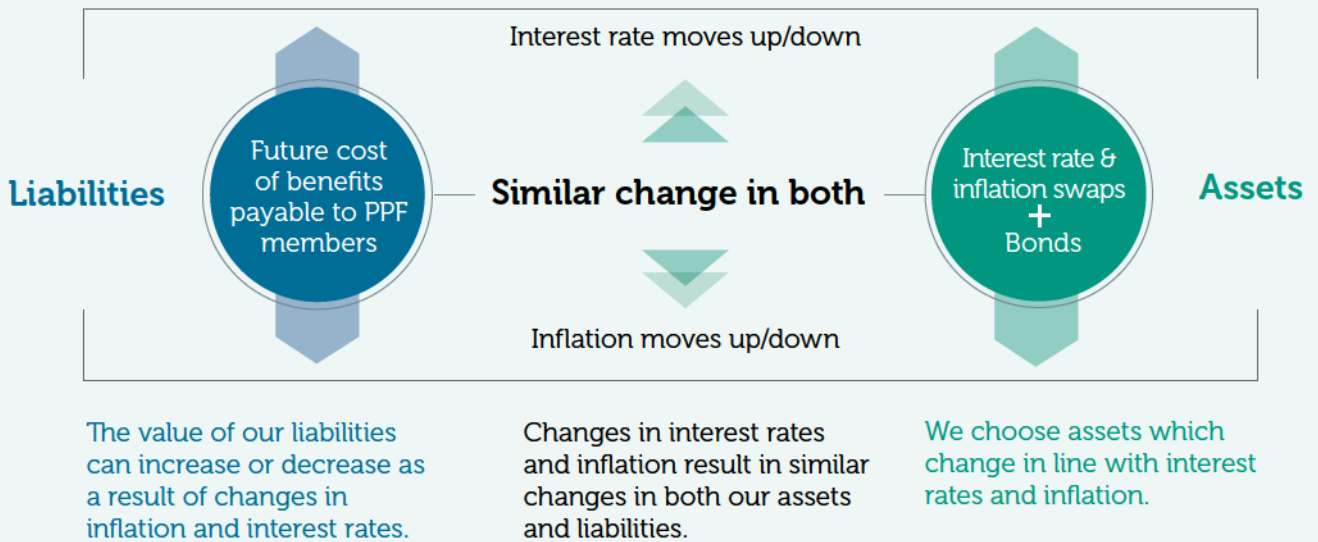 Interest rate moves up/down
Liabilities
Future cost
of benefits
payable to PPF
members
Similar change in both
Interest rate &
inflation swaps
+
Bonds
Assets
Inflation moves up/down
The value of our liabilities
can increase or decrease as
a result of changes in
inflation and interest rates.
Changes in interest rates
and inflation result in similar
changes in both our assets
and liabilities.
We choose assets which
change in line with interest
rates and inflation.